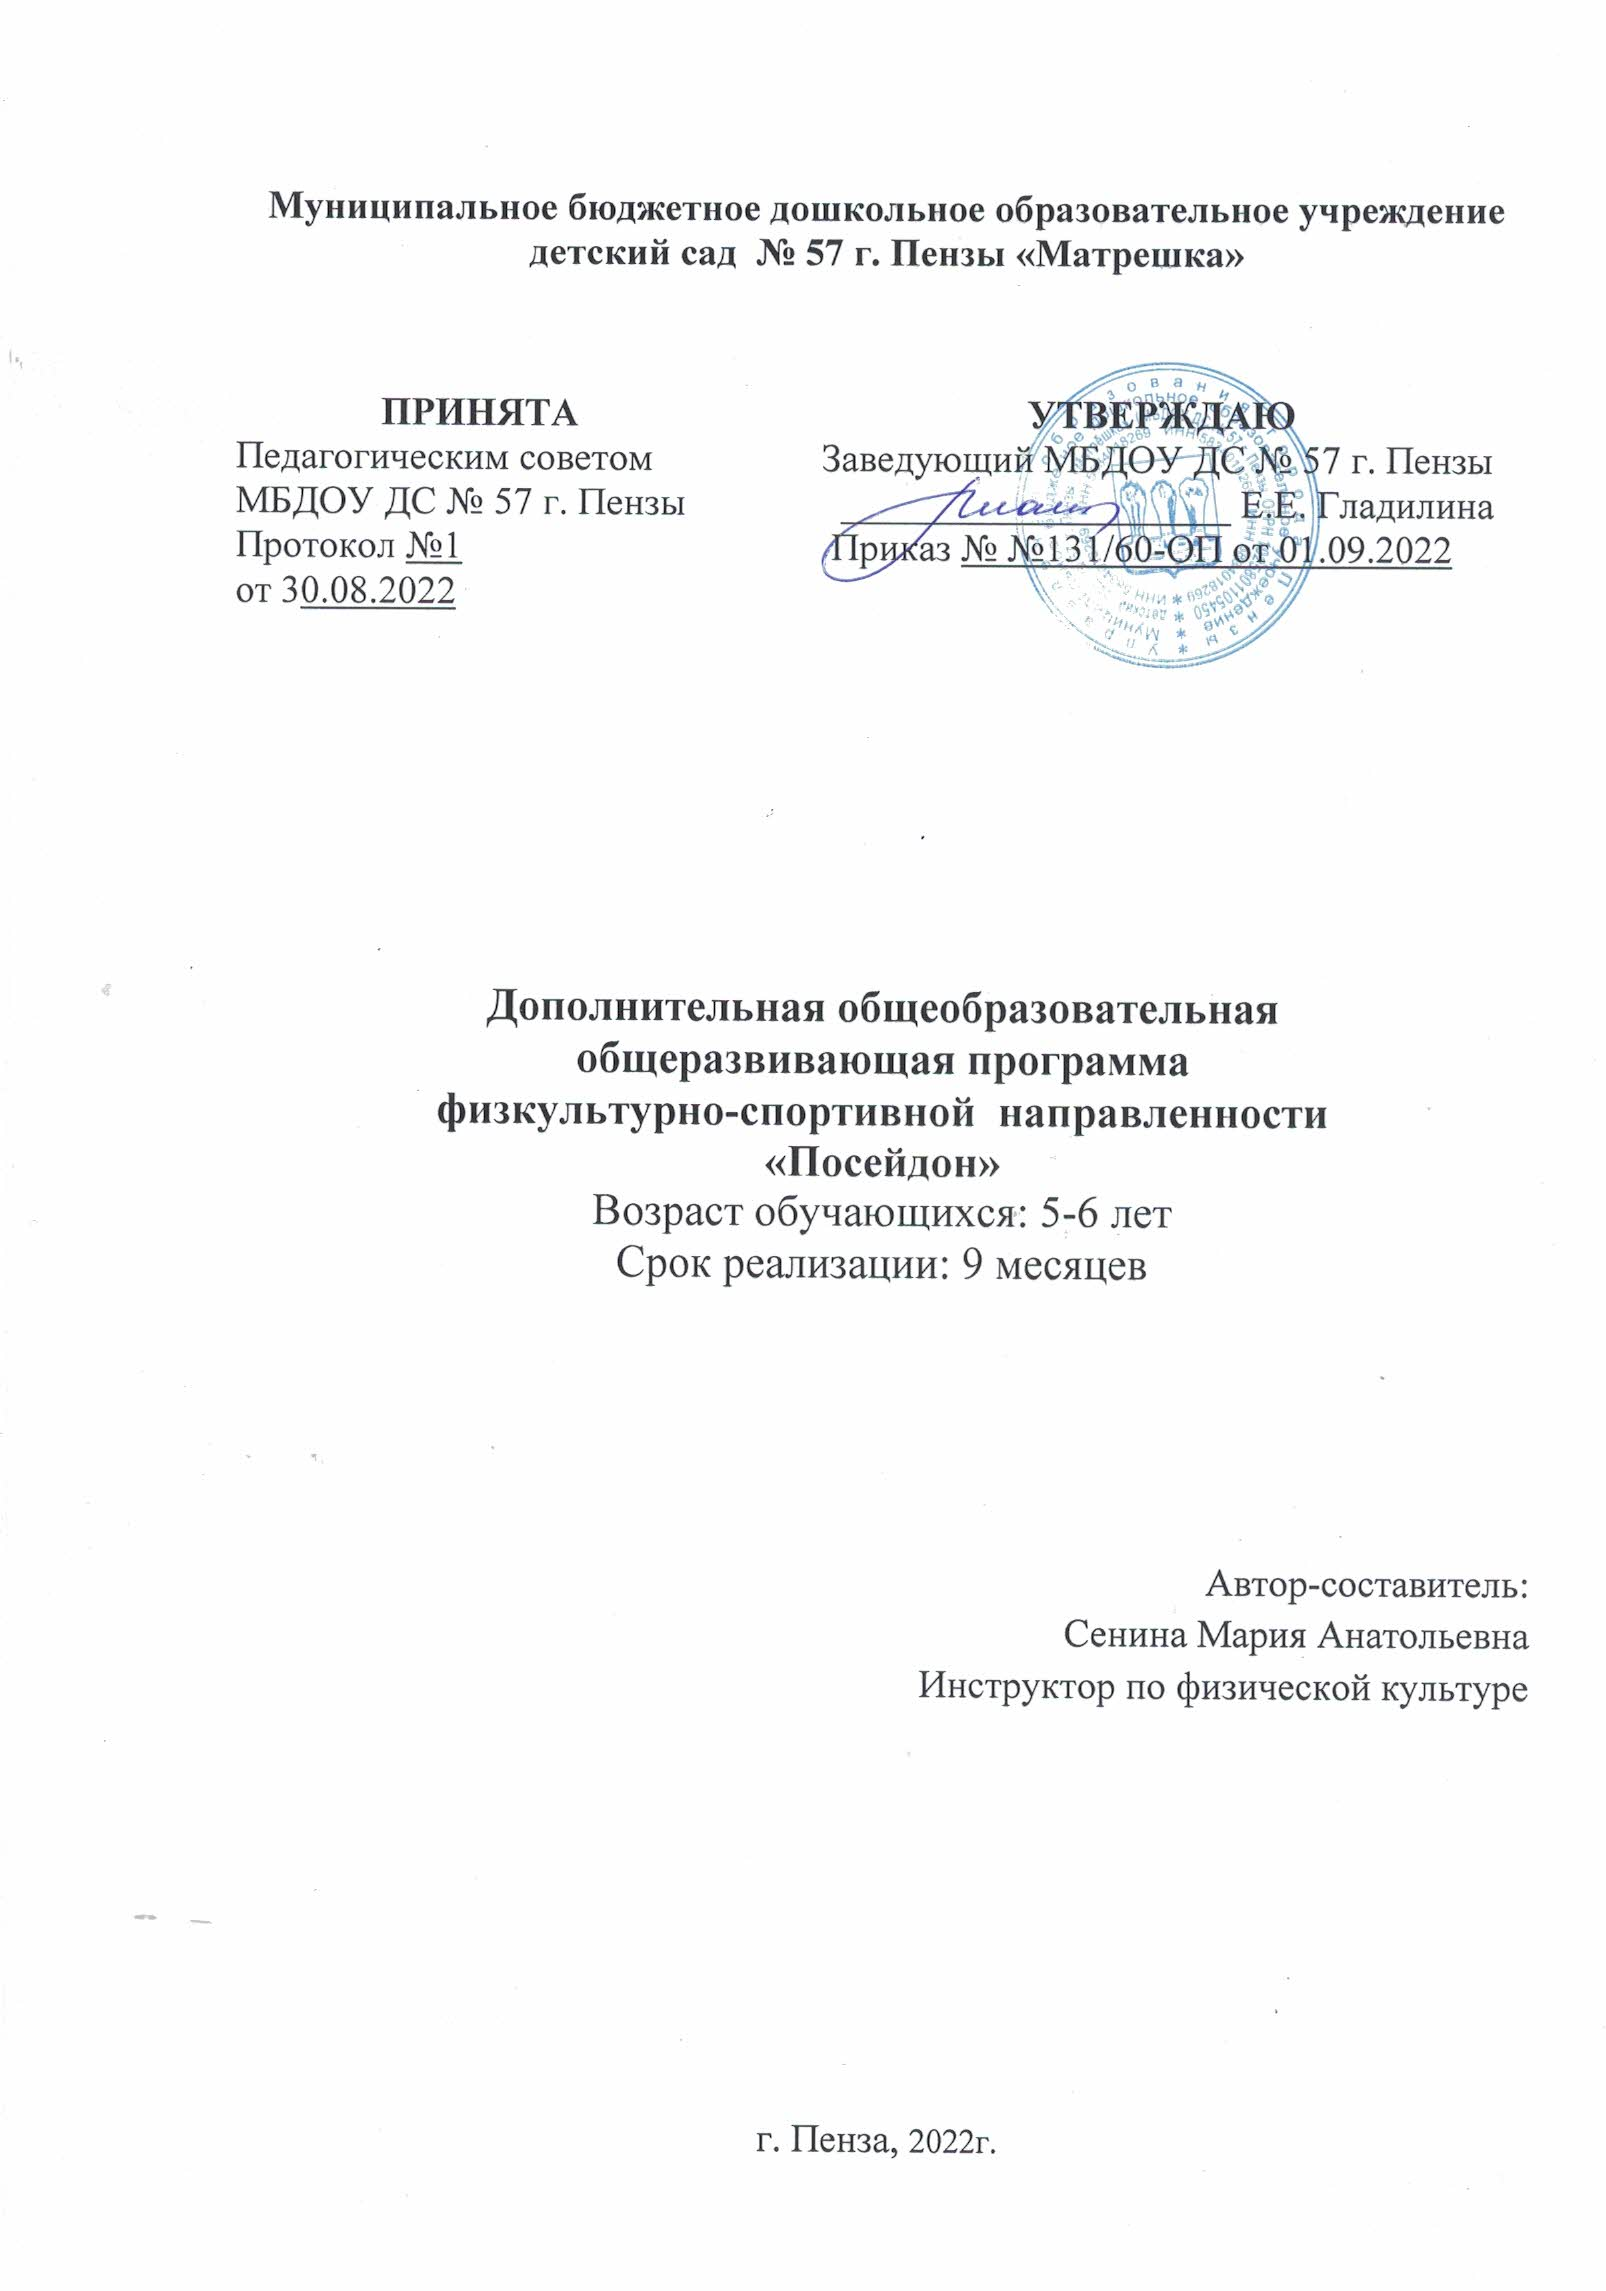 Муниципальное бюджетное дошкольное образовательное учреждение
детский сад № 57 г. Пензы «Матрешка»
ПРИНЯТА
Педагогическим советом
МБДОУ ДС № 57 г. Пензы
Протокол №1
от 30.08.2022
УТВЕРЖДАЮ
Заведующий МБДОУ ДС № 57 г. Пензы
Е.Е. Гладилина
Приказ № №131/60-ОП от 01.09.2022
Дополнительная общеобразовательная
общеразвивающая программа
физкультурно-спортивной направленности
«Посейдон»
Возраст обучающихся: 5-6 лет
Срок реализации: 9 месяцев
Автор-составитель:
Сенина Мария Анатольевна
Инструктор по физической культуре
г. Пенза, 2022г.